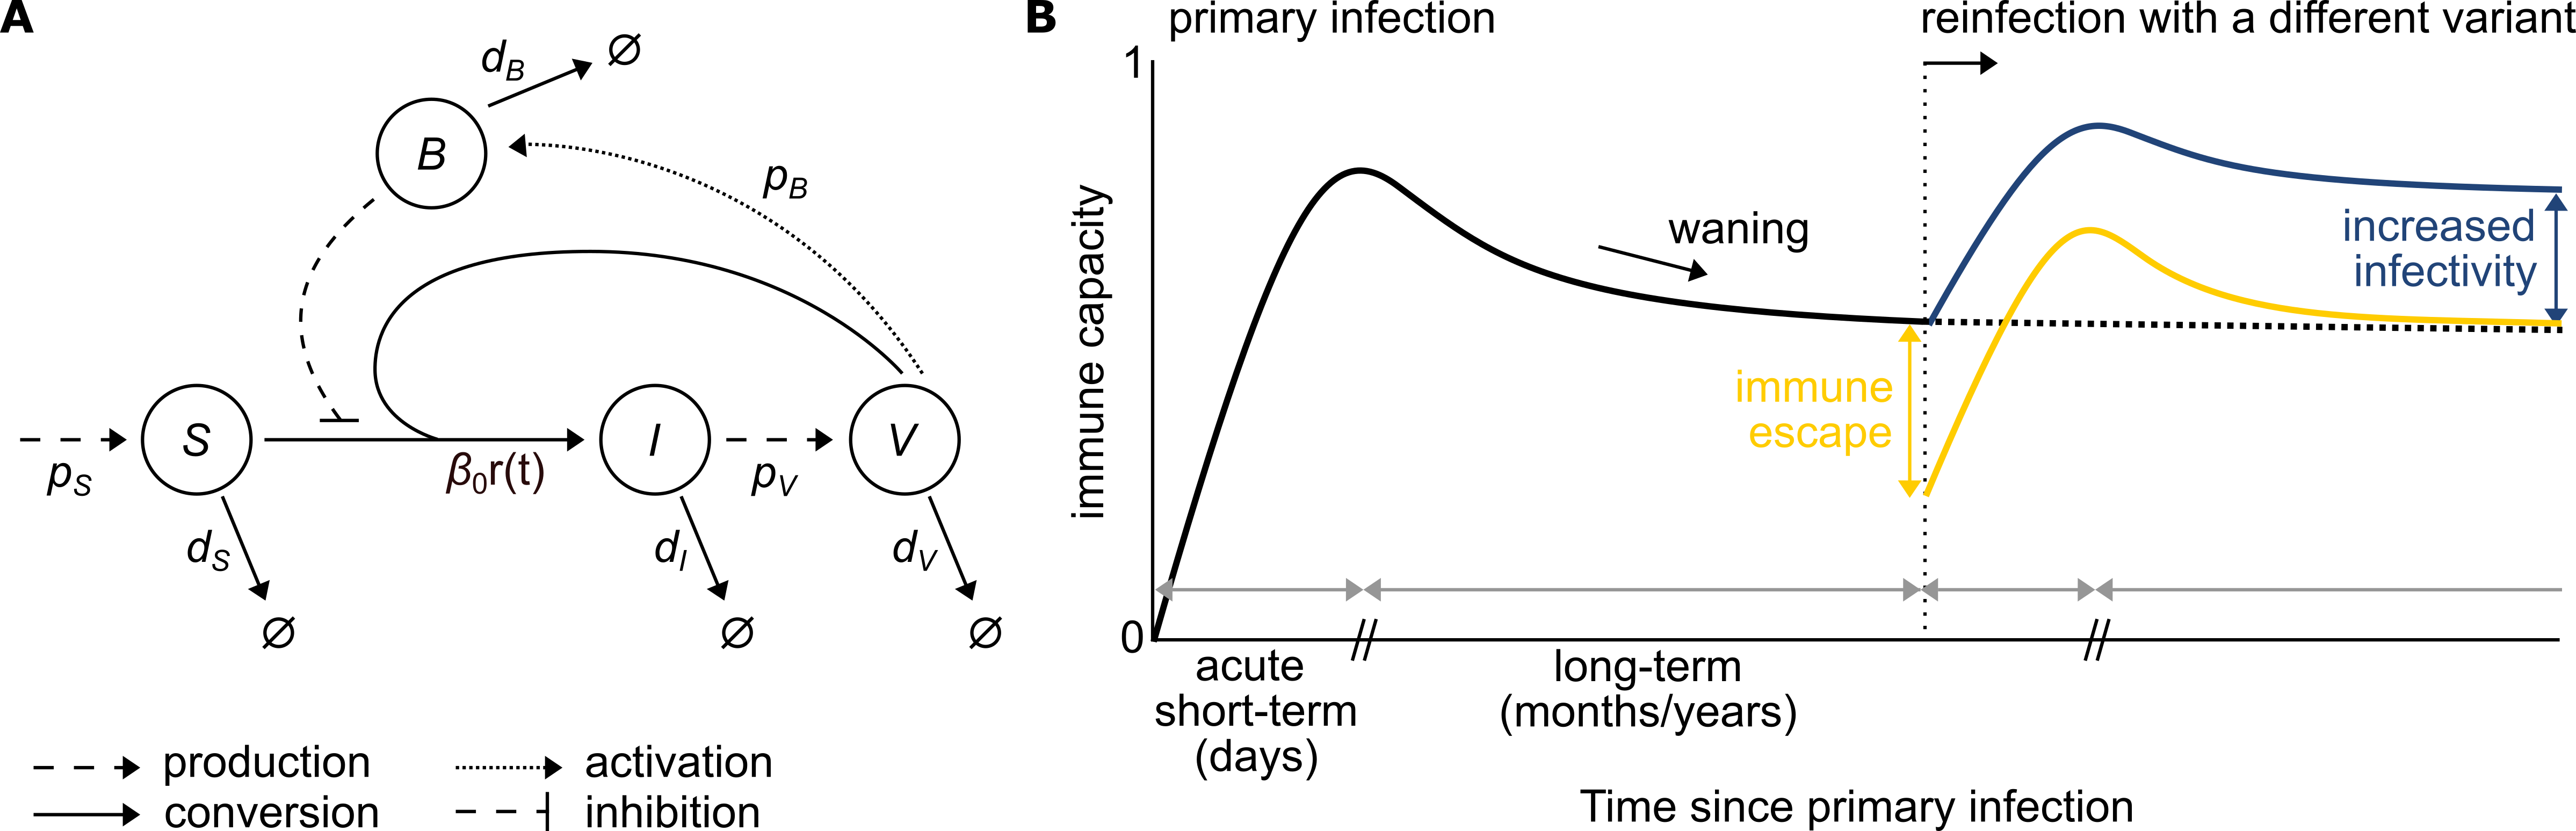 A
d_B
∅
B
p_B
S
I
V
p_S
β₀r(t)
p_V
d_S
d_I
d_V
∅
∅
∅
production
activation
conversion
inhibition
B
primary infection
reinfection with a different variant
1
immune capacity
waning
increased
infectivity
immune
escape
0
acute
short-term
(days)
long-term
(months/years)
Time since primary infection